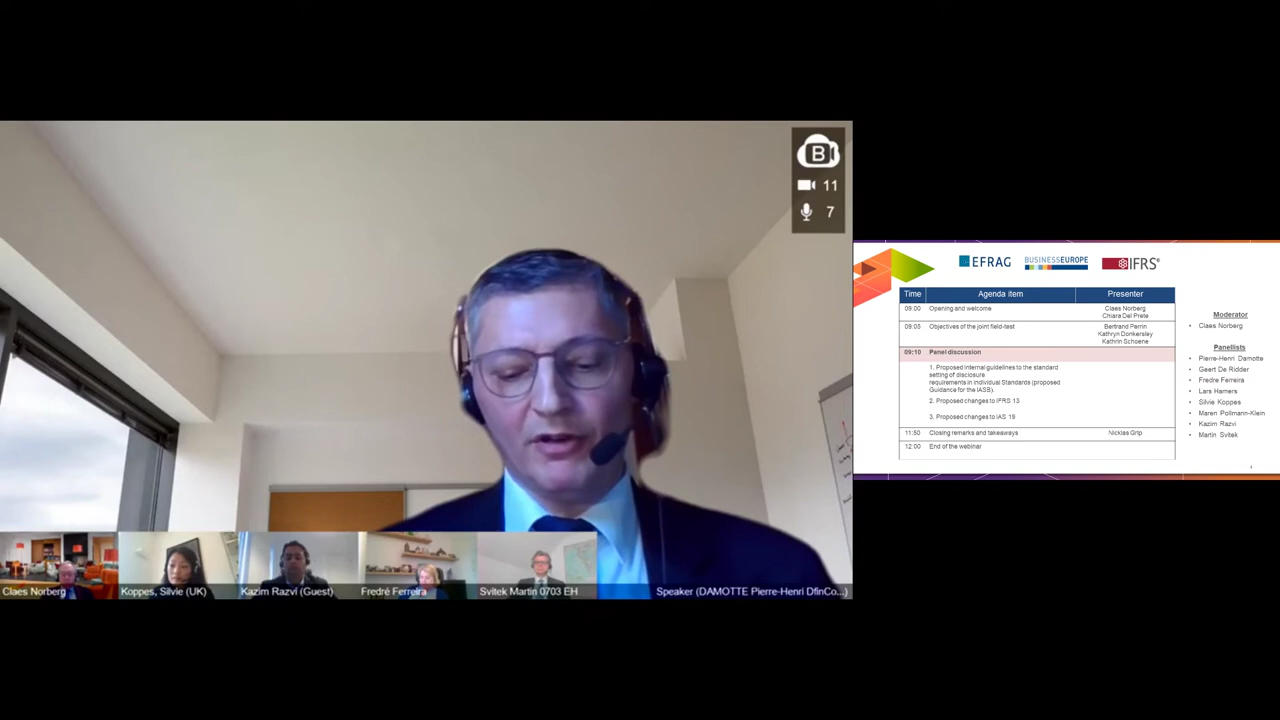 B
11
7
Claes Norberg
Koppes, Silvie (UK)
Kazim Razvi (Guest)
Fredré Ferreira
Svitek Martin 0703 EH
Speaker (DAMOTTE Pierre-Henri DfinCo...)
EFRAG
BUSINESSEUROPE
IFRS®
Time Agenda item Presenter
09:00 Opening and welcome Claes Norberg
Chiara Del Prete
09:05 Objectives of the joint field-test Bertrand Perrin
Kathryn Donkersley
Kathrin Schoene
09:10 Panel discussion
1. Proposed internal guidelines to the standard
setting of disclosure
requirements in individual Standards (proposed
Guidance for the IASB).
2. Proposed changes to IFRS 13
3. Proposed changes to IAS 19
11:50 Closing remarks and takeaways Nicklas Grip
12:00 End of the webinar
Moderator
• Claes Norberg
Panellists
• Pierre-Henri Damotte
• Geert De Ridder
• Fredre Ferreira
• Lars Hamers
• Silvie Koppes
• Maren Pollmann-Klein
• Kazim Razvi
• Martin Svitek